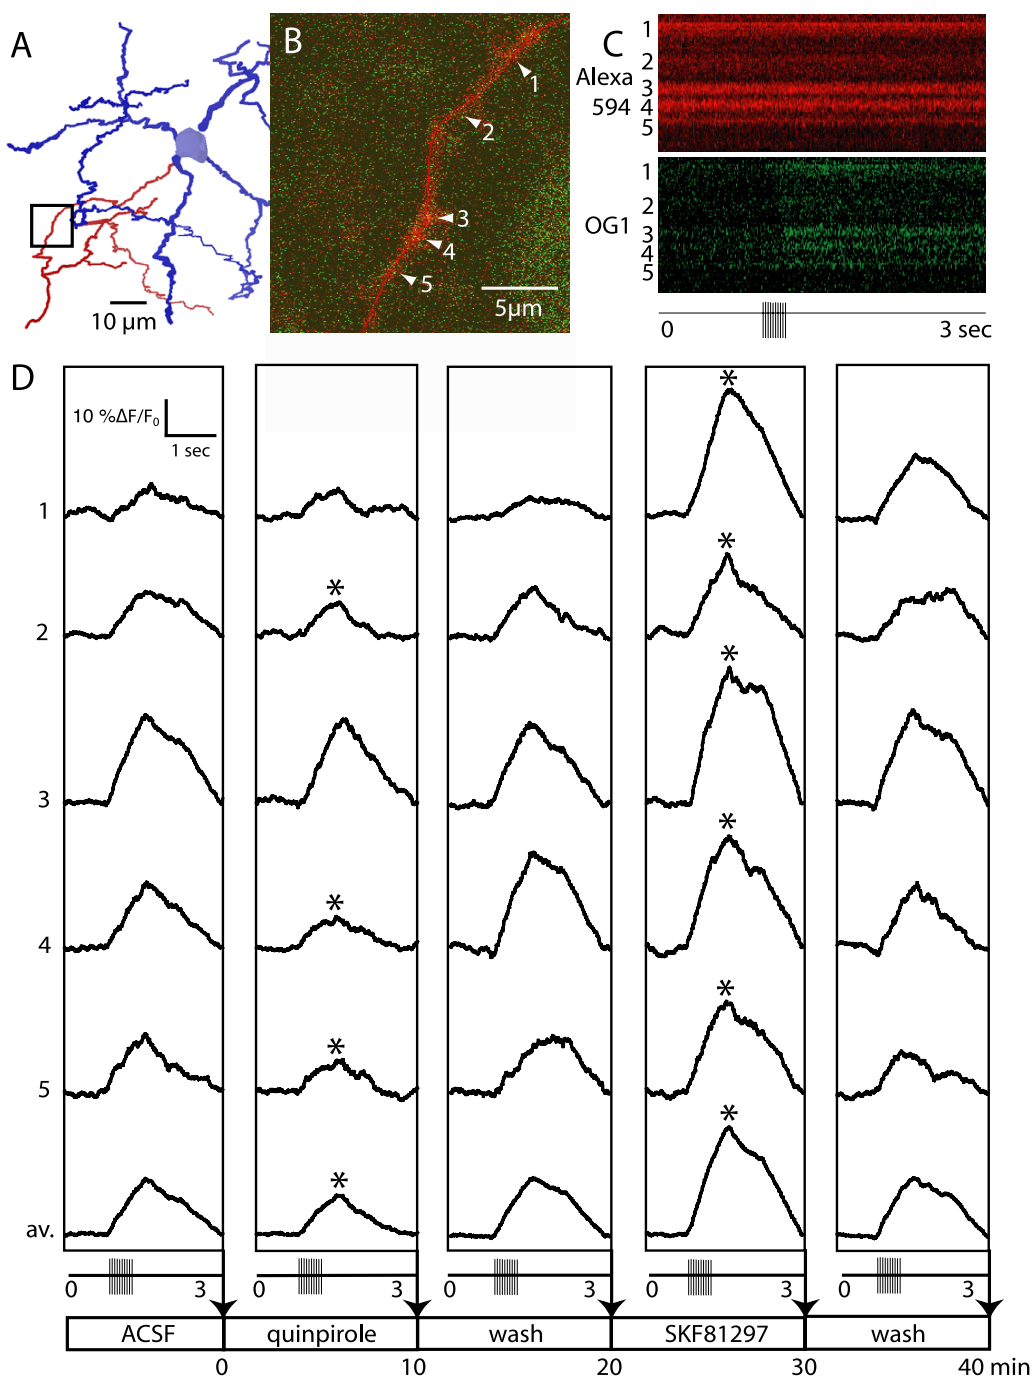 A
10 µm
B
1
2
3
4
5
5µm
C
Alexa
594
1
2
3
4
5
OG1
1
2
3
4
5
0 3 sec
D
10 %ΔF/F0
1 sec
*
1
*
*
2
*
3
*
*
4
*
*
5
*
*
av.
0 3 0 3 0 3 0 3 0 3
ACSF quinpirole wash SKF81297 wash
0 10 20 30 40 min